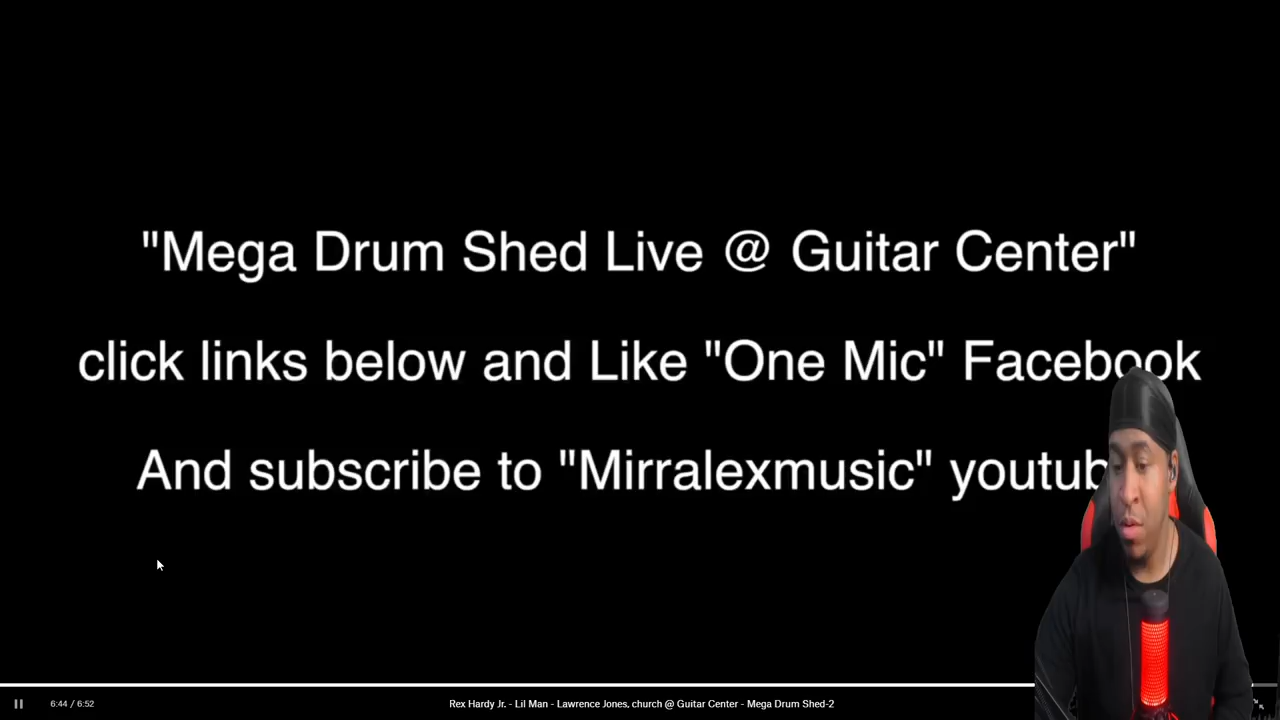 "Mega Drum Shed Live @ Guitar Center"
click links below and Like "One Mic" Facebook
And subscribe to "Mirralexmusic" youtub
6:44 / 6:52
Rex Hardy Jr. - Lil Man - Lawrence Jones, church @ Guitar Center - Mega Drum Shed-2